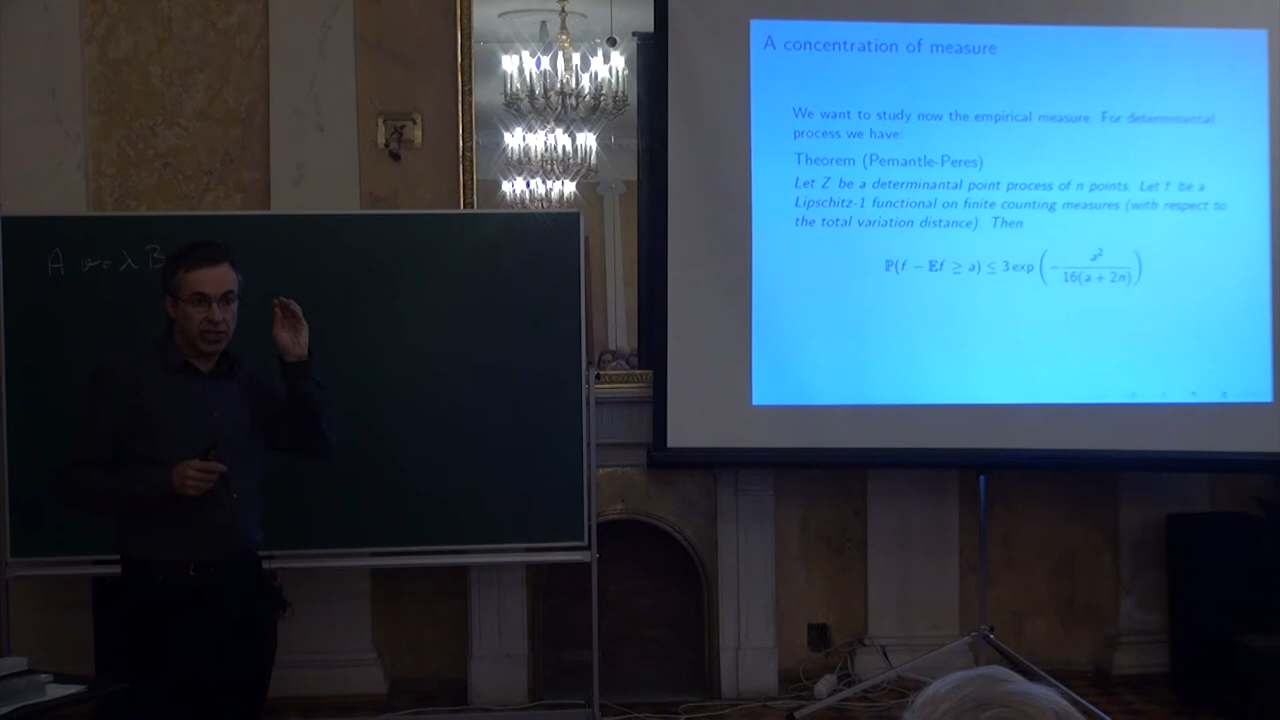 A v = λ B
A concentration of measure
We want to study now the empirical measure. For determinantal
process we have:
Theorem (Pemantle-Peres)
Let Z be a determinantal point process of n points. Let f be a
Lipschitz-1 functional on finite counting measures (with respect to
the total variation distance). Then
ℙ(f − 𝔼f ≥ a) ≤ 3 exp(−a²/16(a + 2n))